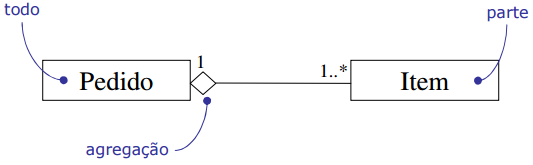 todo
parte
1
1..*
Pedido
Item
agregação